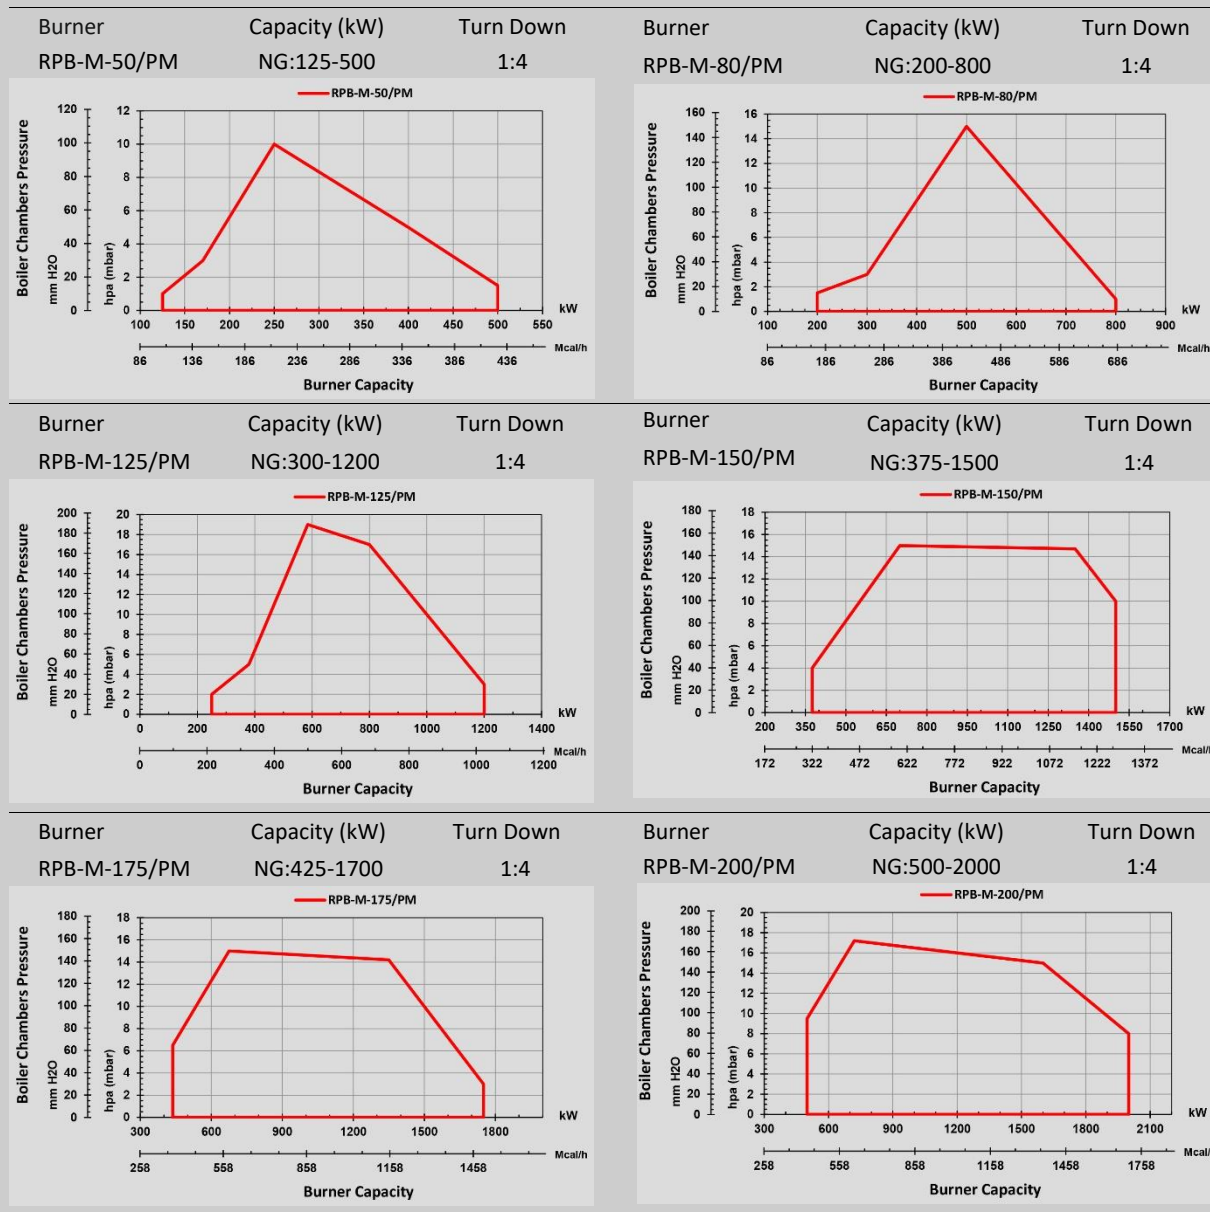 Burner Capacity (kW) Turn Down
RPB-M-50/PM NG:125-500 1:4
RPB-M-50/PM
Boiler Chambers Pressure
mm H2O
hpa (mbar)
120 12
100 10
80 8
60 6
40 4
20 2
0 0
100 150 200 250 300 350 400 450 500 550 kW
86 136 186 236 286 336 386 436 Mcal/h
Burner Capacity
Burner Capacity (kW) Turn Down
RPB-M-80/PM NG:200-800 1:4
RPB-M-80/PM
Boiler Chambers Pressure
mm H2O
hpa (mbar)
160 16
140 14
120 12
100 10
80 8
60 6
40 4
20 2
0 0
100 200 300 400 500 600 700 800 900 kW
86 186 286 386 486 586 686 Mcal/h
Burner Capacity
Burner Capacity (kW) Turn Down
RPB-M-125/PM NG:300-1200 1:4
RPB-M-125/PM
Boiler Chambers Pressure
mm H2O
hpa (mbar)
200 20
180 18
160 16
140 14
120 12
100 10
80 8
60 6
40 4
20 2
0 0
0 200 400 600 800 1000 1200 1400 kW
0 200 400 600 800 1000 1200 Mcal/h
Burner Capacity
Burner Capacity (kW) Turn Down
RPB-M-150/PM NG:375-1500 1:4
RPB-M-150/PM
Boiler Chambers Pressure
mm H2O
hpa (mbar)
180 18
160 16
140 14
120 12
100 10
80 8
60 6
40 4
20 2
0 0
200 350 500 650 800 950 1100 1250 1400 1550 1700 kW
172 322 472 622 772 922 1072 1222 1372 Mcal/h
Burner Capacity
Burner Capacity (kW) Turn Down
RPB-M-175/PM NG:425-1700 1:4
RPB-M-175/PM
Boiler Chambers Pressure
mm H2O
hpa (mbar)
180 18
160 16
140 14
120 12
100 10
80 8
60 6
40 4
20 2
0 0
300 600 900 1200 1500 1800 kW
258 558 858 1158 1458 Mcal/h
Burner Capacity
Burner Capacity (kW) Turn Down
RPB-M-200/PM NG:500-2000 1:4
RPB-M-200/PM
Boiler Chambers Pressure
mm H2O
hpa (mbar)
200 20
180 18
160 16
140 14
120 12
100 10
80 8
60 6
40 4
20 2
0 0
300 600 900 1200 1500 1800 2100 kW
258 558 858 1158 1458 1758 Mcal/h
Burner Capacity